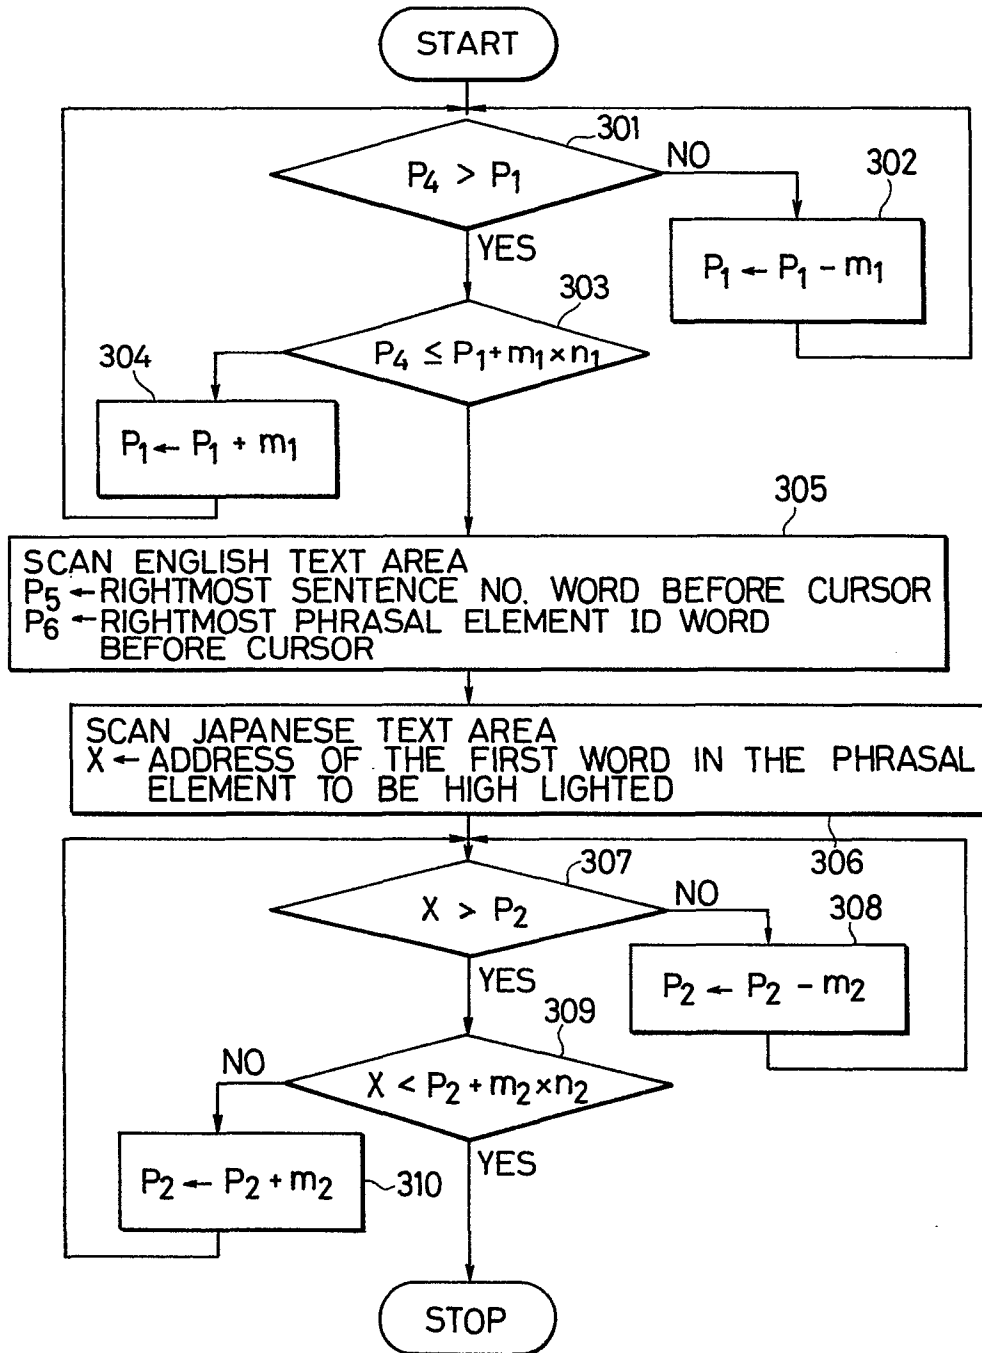 START
301
P₄ > P₁
NO
302
P₁ ← P₁ - m₁
YES
303
P₄ ≤ P₁ + m₁ × n₁
304
P₁ ← P₁ + m₁
305
SCAN ENGLISH TEXT AREA
P₅ ← RIGHTMOST SENTENCE NO. WORD BEFORE CURSOR
P₆ ← RIGHTMOST PHRASAL ELEMENT ID WORD
BEFORE CURSOR
SCAN JAPANESE TEXT AREA
X ← ADDRESS OF THE FIRST WORD IN THE PHRASAL
ELEMENT TO BE HIGH LIGHTED
306
307
X > P₂
NO
308
P₂ ← P₂ - m₂
YES
309
NO
X < P₂ + m₂ × n₂
YES
P₂ ← P₂ + m₂
310
STOP